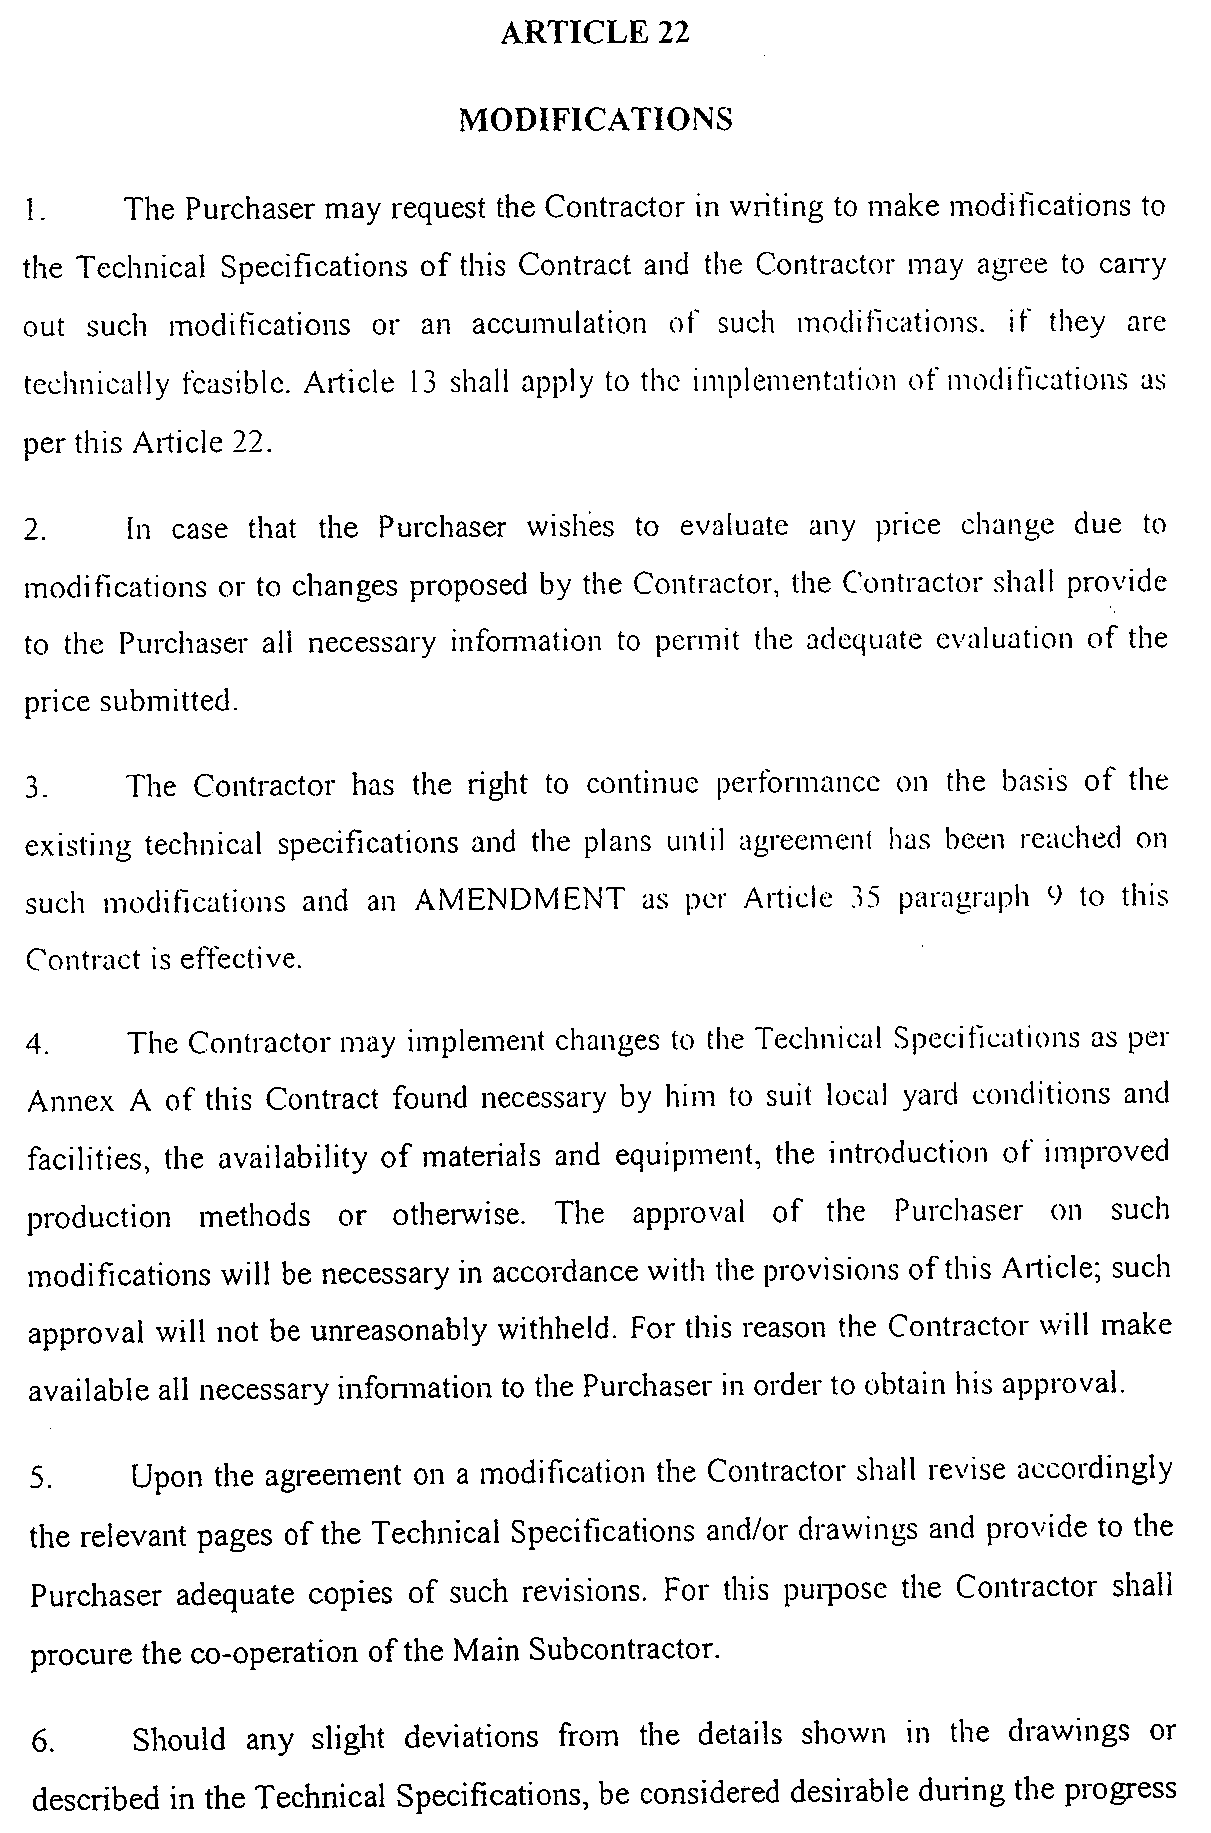 ARTICLE 22
MODIFICATIONS
1. The Purchaser may request the Contractor in writing to make modifications to
the Technical Specifications of this Contract and the Contractor may agree to carry
out such modifications or an accumulation of such modifications. if they are
technically feasible. Article 13 shall apply to the implementation of modifications as
per this Article 22.
2. In case that the Purchaser wishes to evaluate any price change due to
modifications or to changes proposed by the Contractor, the Contractor shall provide
to the Purchaser all necessary information to permit the adequate evaluation of the
price submitted.
3. The Contractor has the right to continue performance on the basis of the
existing technical specifications and the plans until agreement has been reached on
such modifications and an AMENDMENT as per Article 35 paragraph 9 to this
Contract is effective.
4. The Contractor may implement changes to the Technical Specifications as per
Annex A of this Contract found necessary by him to suit local yard conditions and
facilities, the availability of materials and equipment, the introduction of improved
production methods or otherwise. The approval of the Purchaser on such
modifications will be necessary in accordance with the provisions of this Article; such
approval will not be unreasonably withheld. For this reason the Contractor will make
available all necessary information to the Purchaser in order to obtain his approval.
5. Upon the agreement on a modification the Contractor shall revise accordingly
the relevant pages of the Technical Specifications and/or drawings and provide to the
Purchaser adequate copies of such revisions. For this purpose the Contractor shall
procure the co-operation of the Main Subcontractor.
6. Should any slight deviations from the details shown in the drawings or
described in the Technical Specifications, be considered desirable during the progress